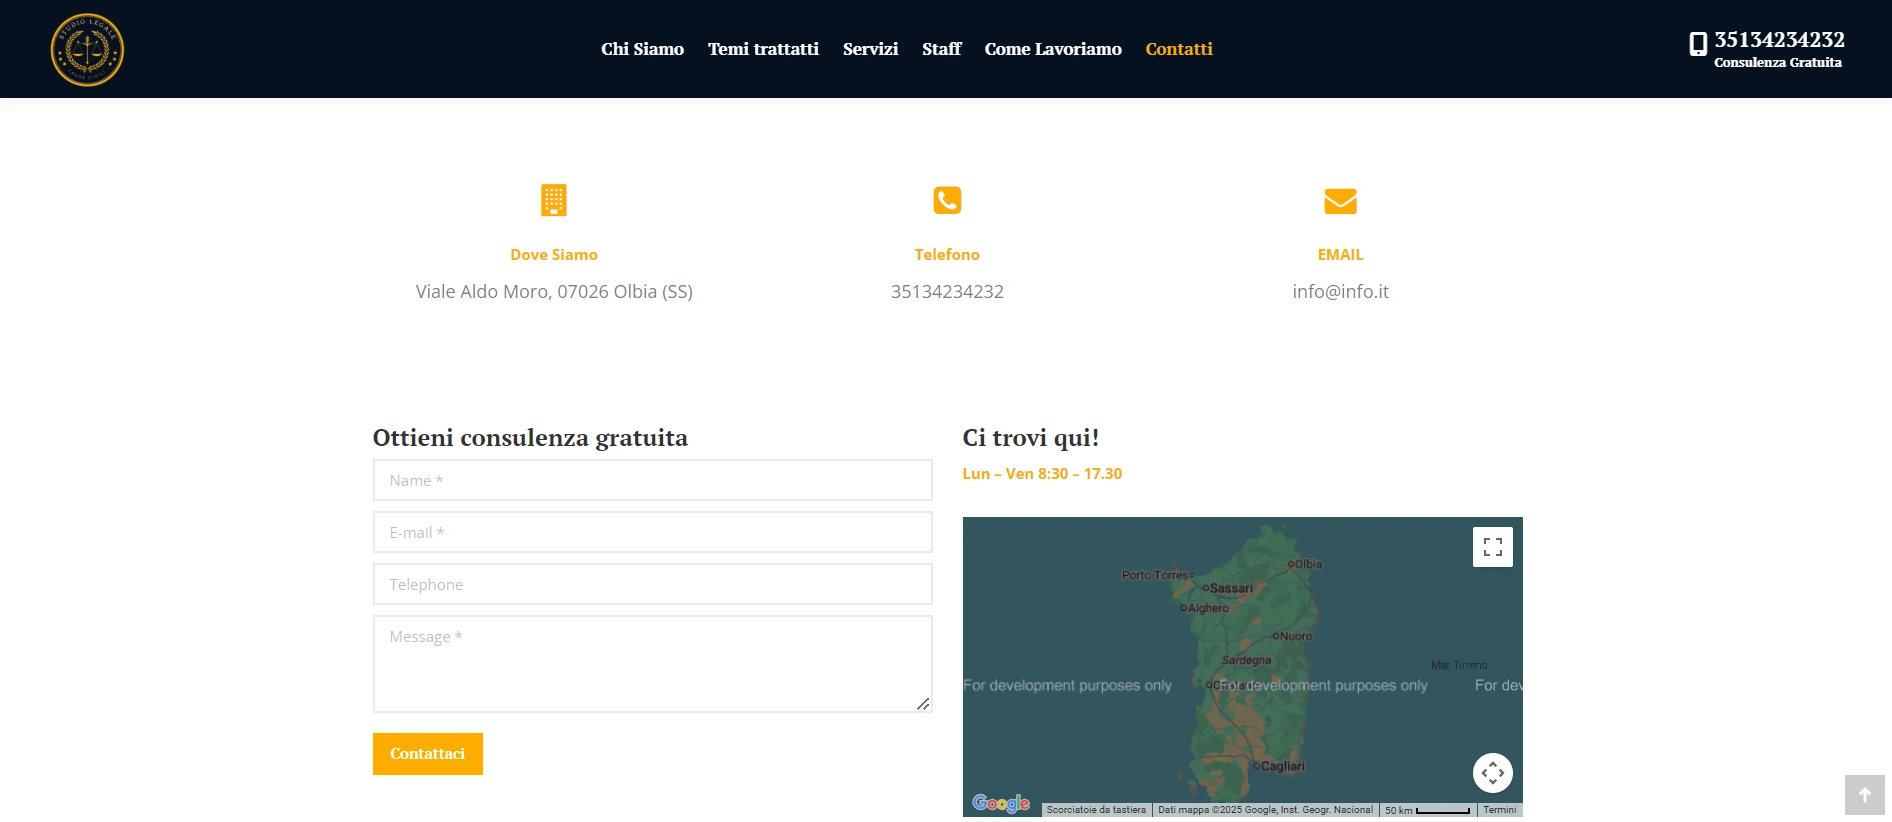 STUDIO LEGALE
Chi Siamo
Temi trattatti
Servizi
Staff
Come Lavoriamo
Contatti
35134234232
Consulenza Gratuita
Dove Siamo
Viale Aldo Moro, 07026 Olbia (SS)
Telefono
35134234232
EMAIL
info@info.it
Ottieni consulenza gratuita
Name *
E-mail *
Telephone
Message *
Contattaci
Ci trovi qui!
Lun – Ven 8:30 – 17.30
Olbia
Porto Torres
Sassari
Alghero
Nuoro
Sardegna
Mar Tirreno
For development purposes only
For development purposes only
For dev
Cagliari
Google
Scorciatoie da tastiera
Dati mappa ©2025 Google, Inst. Geogr. Nacional
50 km
Termini